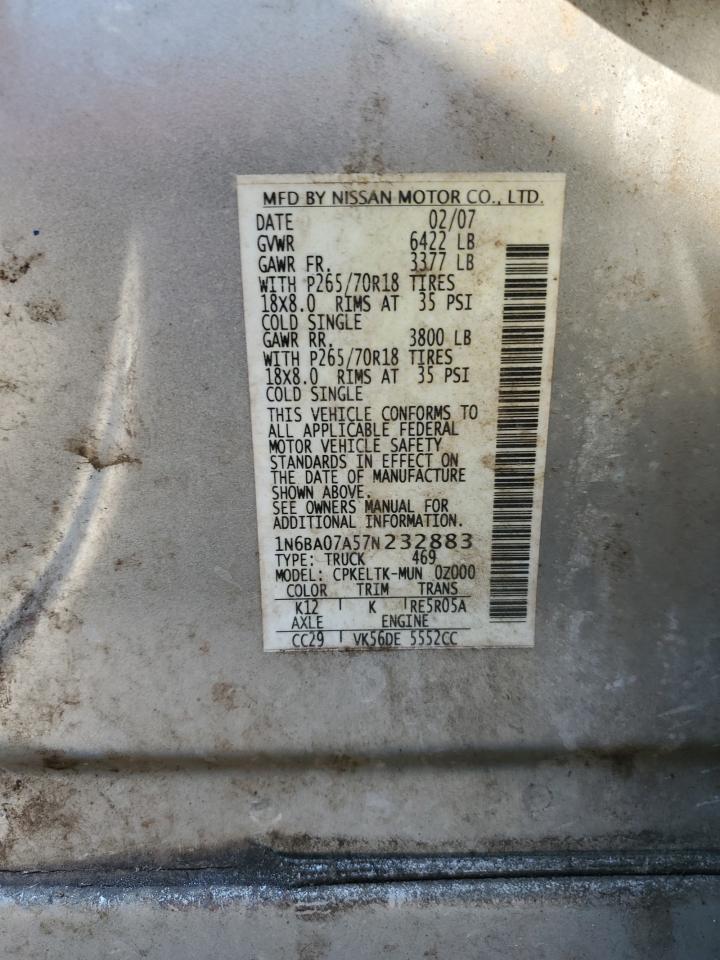 MFD BY NISSAN MOTOR CO., LTD.
DATE 02/07
GVWR 6422 LB
GAWR FR. 3377 LB
WITH P265/70R18 TIRES
18X8.0 RIMS AT 35 PSI
COLD SINGLE
GAWR RR. 3800 LB
WITH P265/70R18 TIRES
18X8.0 RIMS AT 35 PSI
COLD SINGLE
THIS VEHICLE CONFORMS TO
ALL APPLICABLE FEDERAL
MOTOR VEHICLE SAFETY
STANDARDS IN EFFECT ON
THE DATE OF MANUFACTURE
SHOWN ABOVE.
SEE OWNERS MANUAL FOR
ADDITIONAL INFORMATION.
1N6BA07A57N232883
TYPE: TRUCK 469
MODEL: CPKELTK-MUN 0Z000
COLOR TRIM TRANS
K12 K RE5R05A
AXLE ENGINE
CC29 VK56DE 5552CC